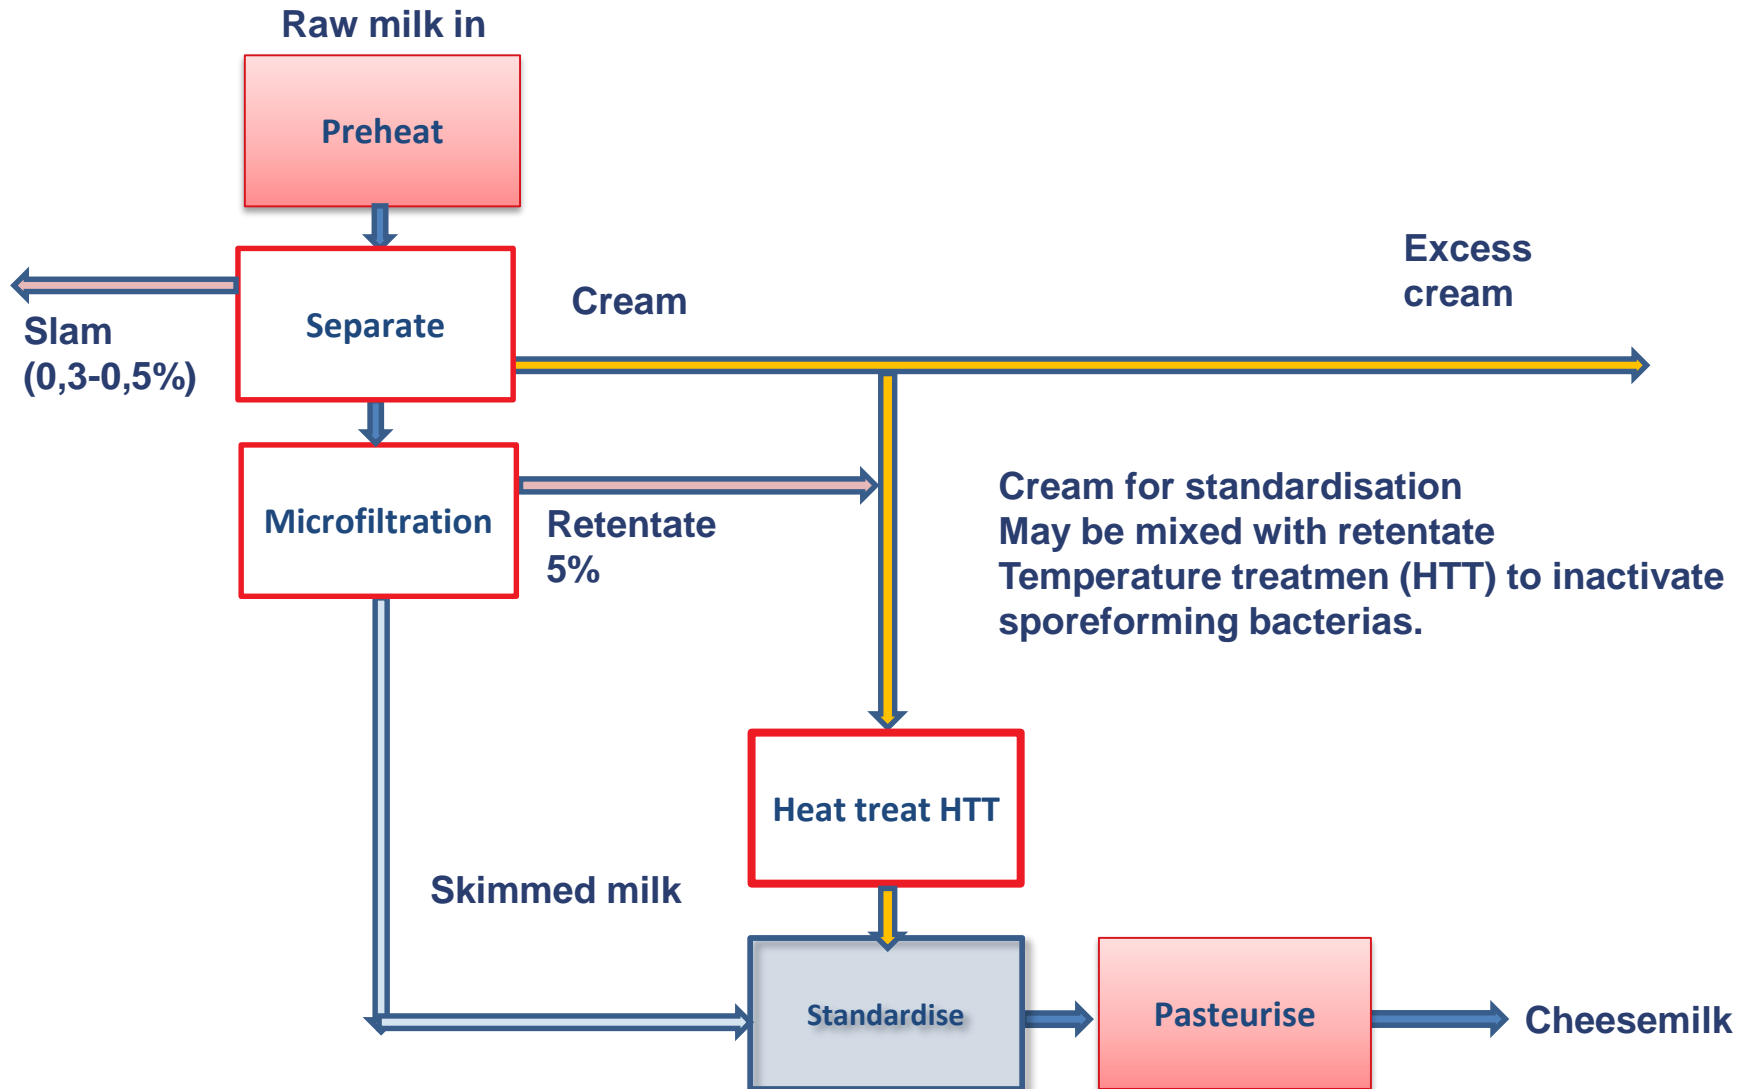 Raw milk in
Preheat
Separate
Slam
(0,3-0,5%)
Cream
Excess
cream
Microfiltration
Retentate
5%
Cream for standardisation
May be mixed with retentate
Temperature treatmen (HTT) to inactivate
sporeforming bacterias.
Heat treat HTT
Skimmed milk
Standardise
Pasteurise
Cheesemilk